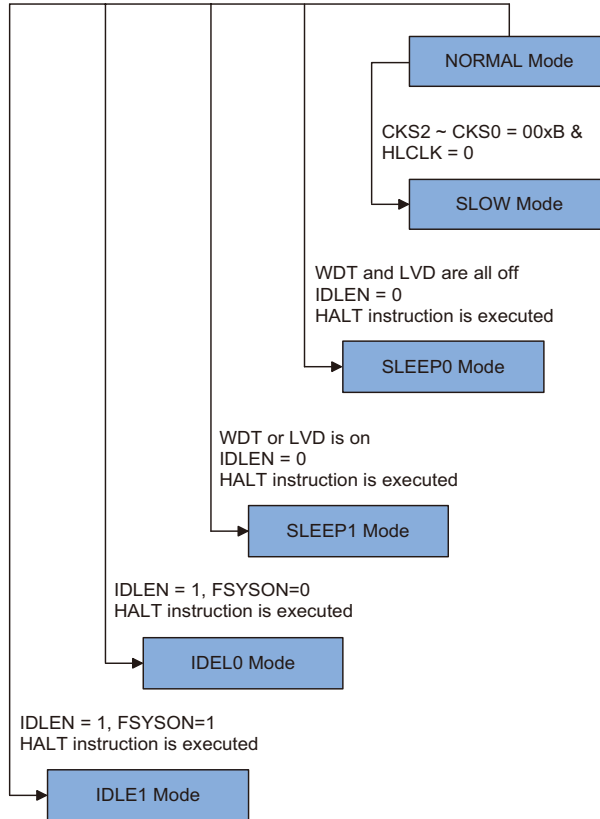 NORMAL Mode
CKS2 ~ CKS0 = 00xB &
HLCLK = 0
SLOW Mode
WDT and LVD are all off
IDLEN = 0
HALT instruction is executed
SLEEP0 Mode
WDT or LVD is on
IDLEN = 0
HALT instruction is executed
SLEEP1 Mode
IDLEN = 1, FSYSON=0
HALT instruction is executed
IDEL0 Mode
IDLEN = 1, FSYSON=1
HALT instruction is executed
IDLE1 Mode